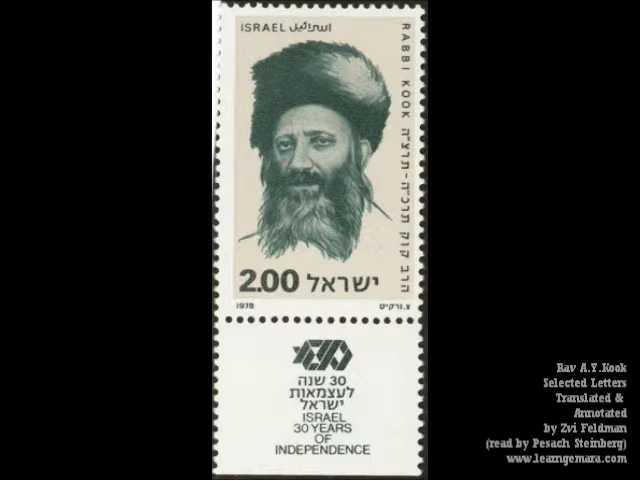 ISRAEL اسرائيل
RABBI KOOK
הרב קוק תרכ"ה - תרצ"ה
2.00 ישראל
1978 צ. נרקיס
30 שנה
לעצמאות
ישראל
ISRAEL
30 YEARS
OF
INDEPENDENCE
Rav A.Y.Kook
Selected Letters
Translated &
Annotated
by Zvi Feldman
(read by Pesach Steinberg)
www.learngemara.com